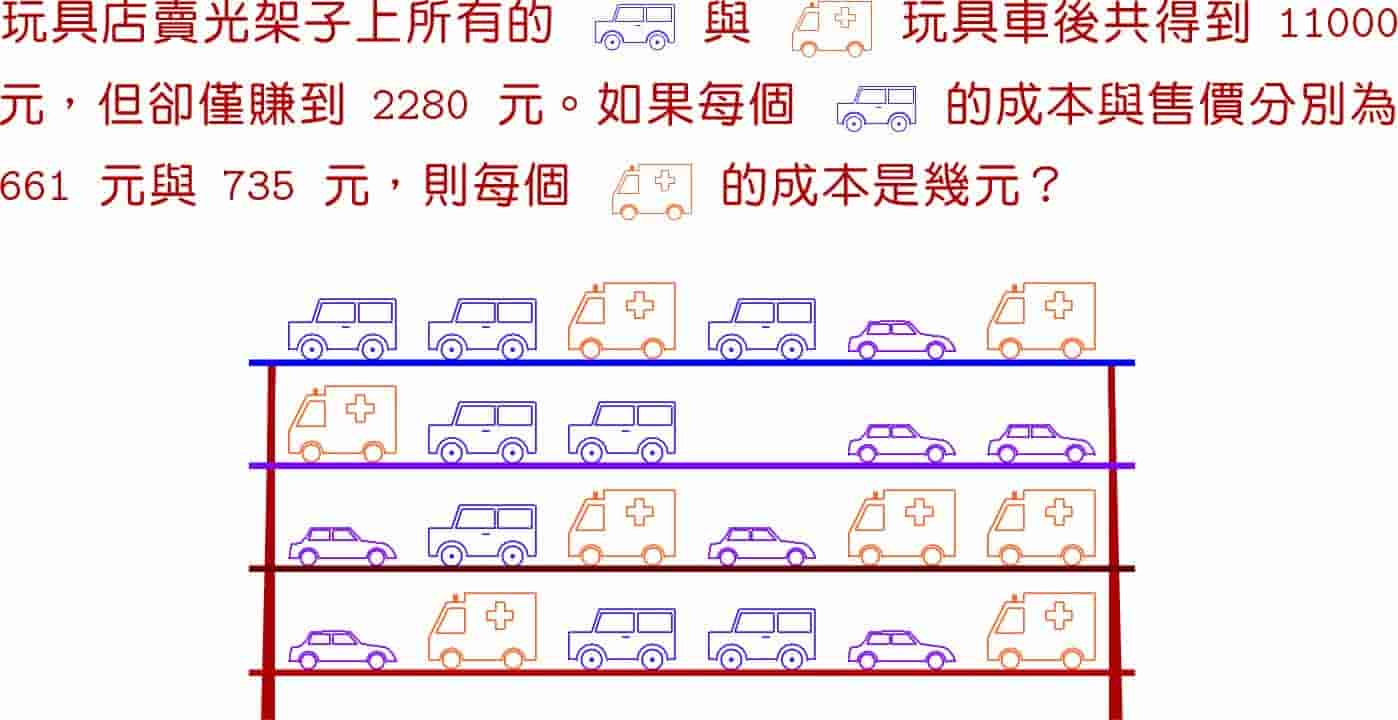 玩具店賣光架子上所有的 與 玩具車後共得到 11000
元，但卻僅賺到 2280 元。如果每個 的成本與售價分別為
661 元與 735 元，則每個 的成本是幾元？